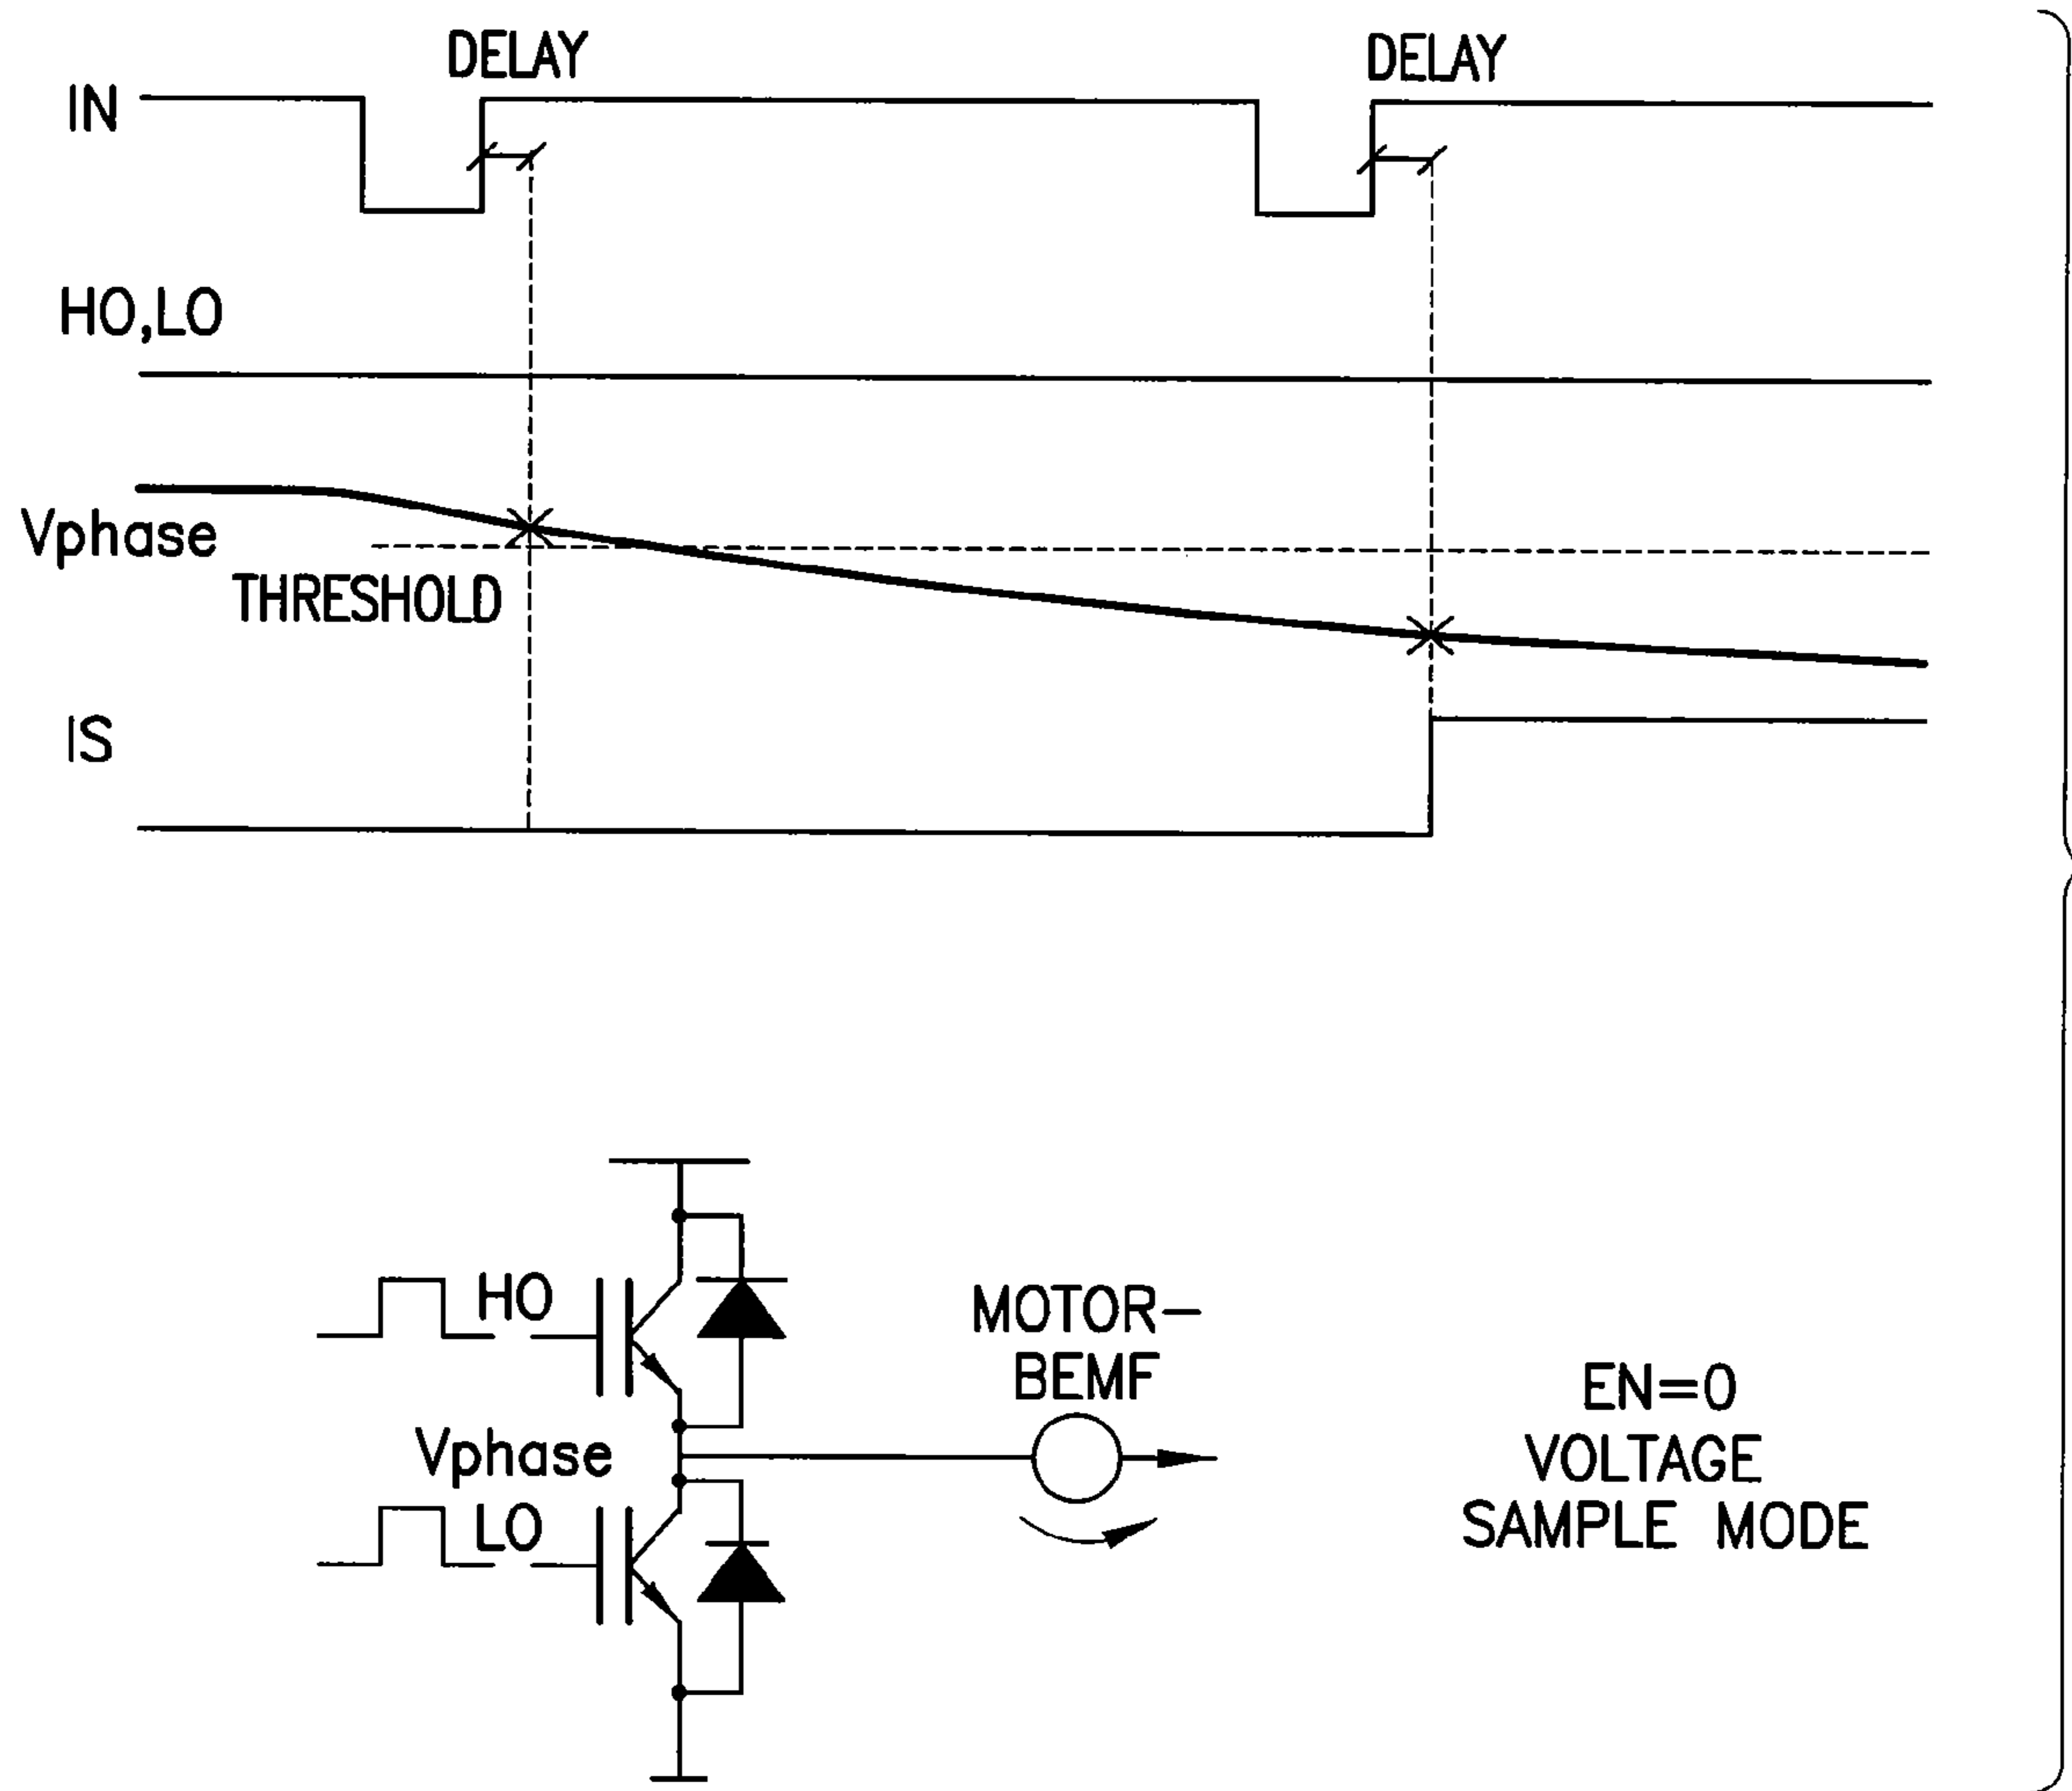 DELAY
DELAY
IN
HO,LO
Vphase
THRESHOLD
IS
HO
MOTOR-
BEMF
Vphase
LO
EN=0
VOLTAGE
SAMPLE MODE